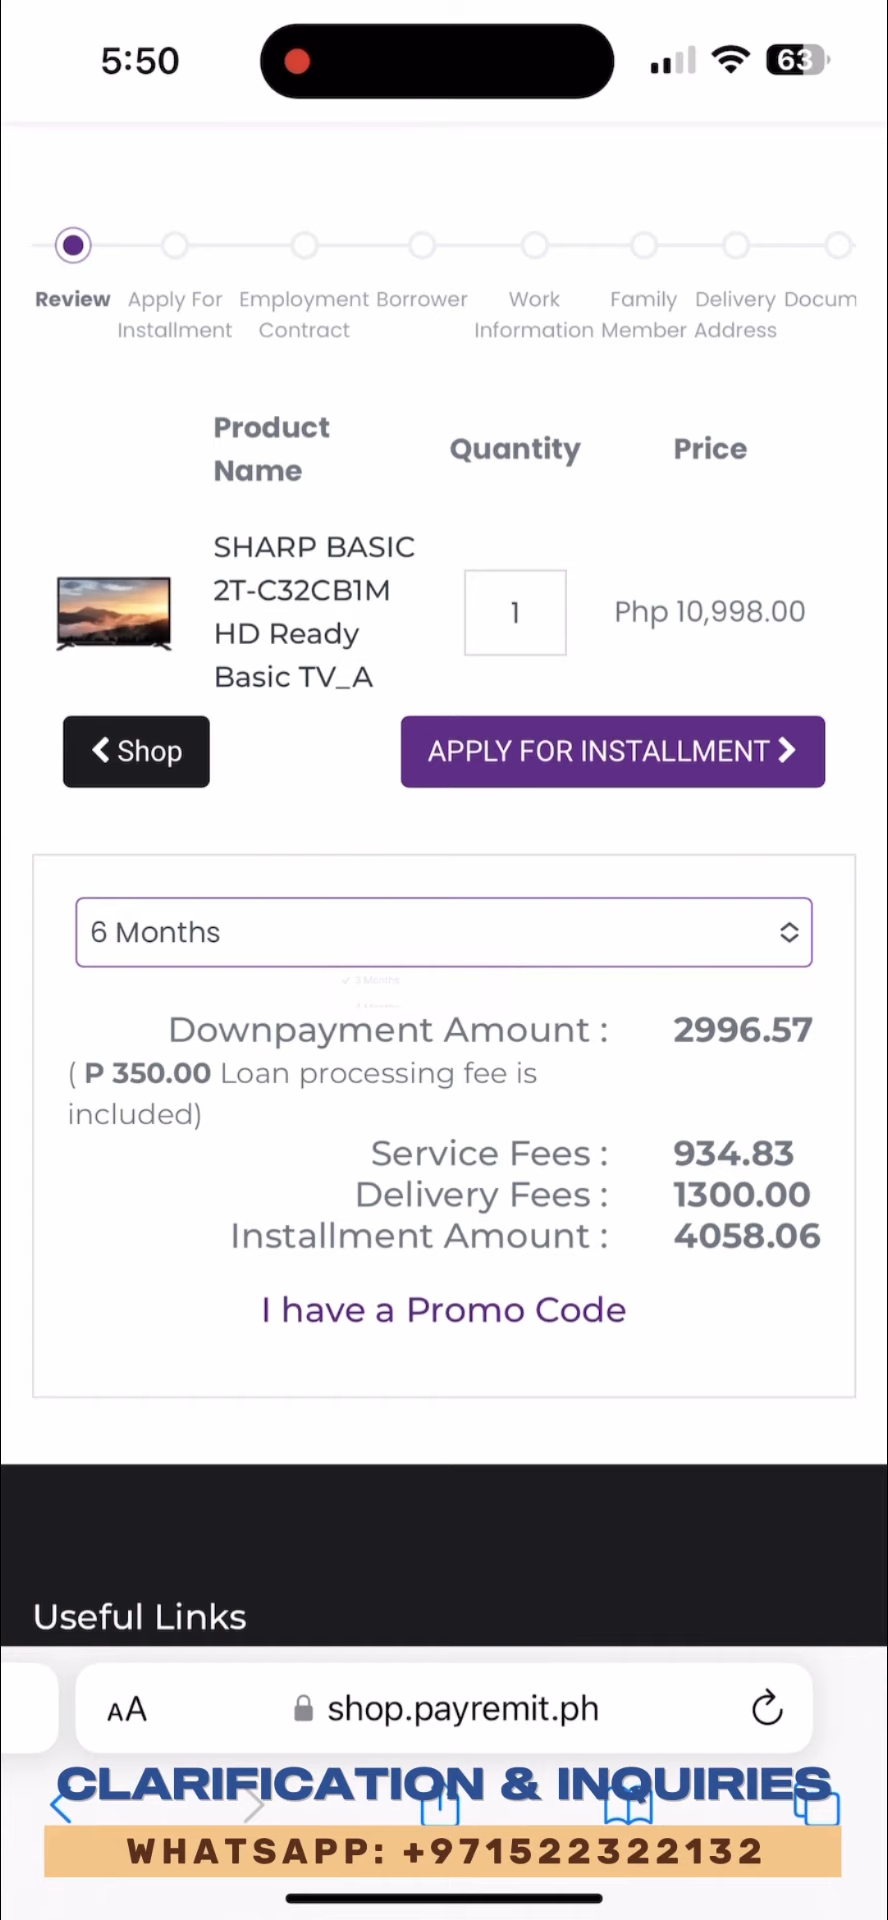 5:50
63
Review
Apply For Installment
Employment Contract
Borrower
Work Information
Family Member
Delivery Address
Docum
Product Name
Quantity
Price
SHARP BASIC
2T-C32CB1M
HD Ready
Basic TV_A
1
Php 10,998.00
Shop
APPLY FOR INSTALLMENT
6 Months
3 Months
Downpayment Amount : 2996.57
( P 350.00 Loan processing fee is
included)
Service Fees : 934.83
Delivery Fees : 1300.00
Installment Amount : 4058.06
I have a Promo Code
Useful Links
AA
shop.payremit.ph
CLARIFICATION & INQUIRIES
WHATSAPP: +971522322132